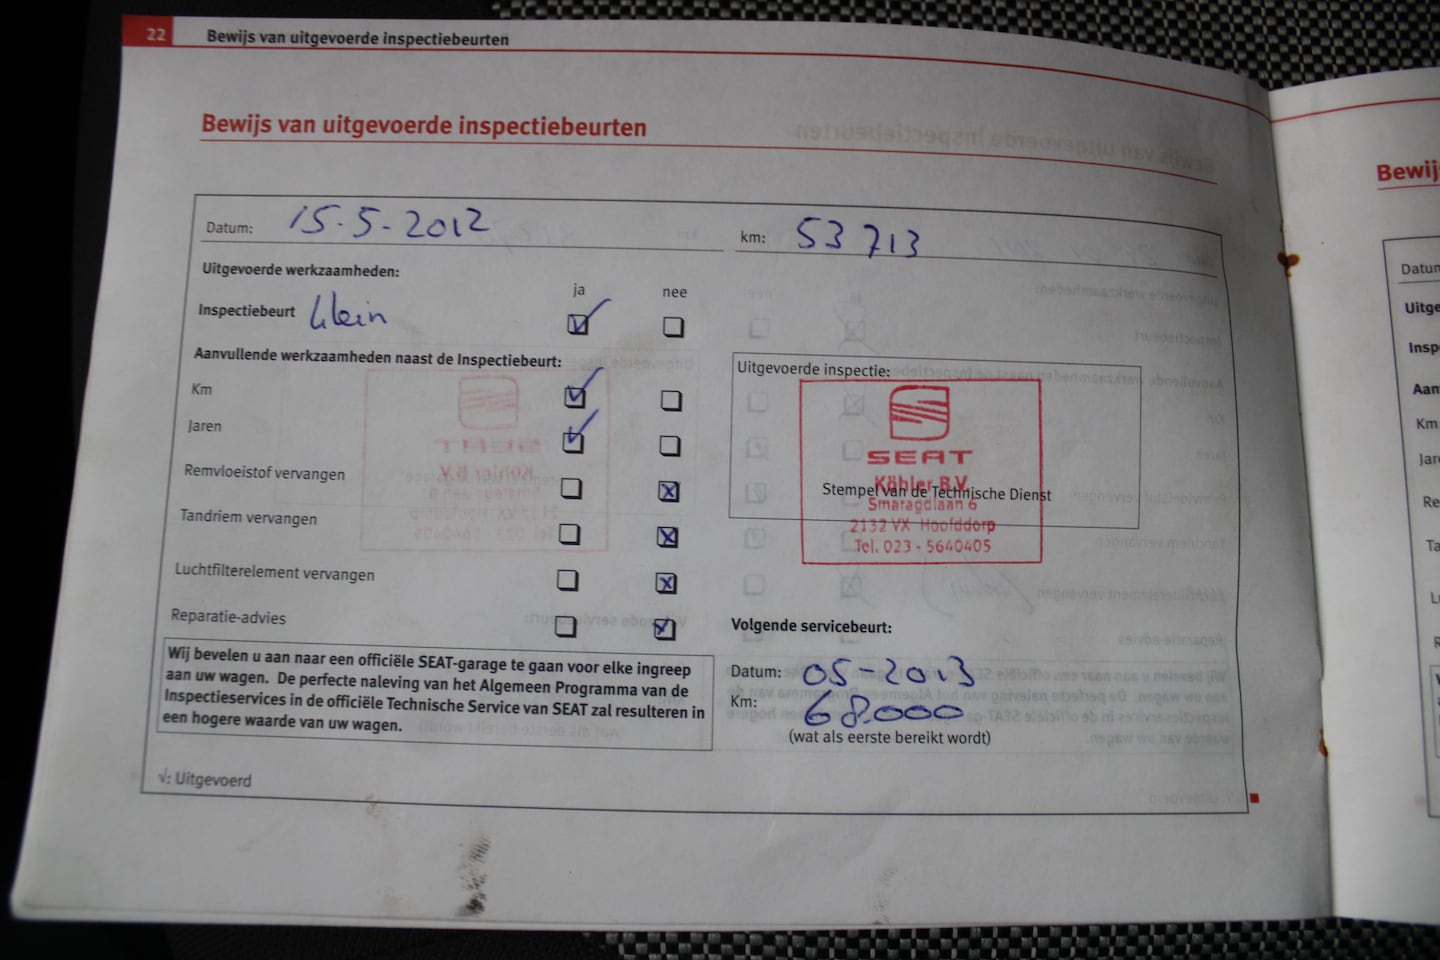 22 Bewijs van uitgevoerde inspectiebeurten
Bewijs van uitgevoerde inspectiebeurten
Datum: 15-5-2012 km: 53713
Uitgevoerde werkzaamheden:
ja nee
Inspectiebeurt klein
Aanvullende werkzaamheden naast de Inspectiebeurt:
Km
Jaren
Remvloeistof vervangen
Tandriem vervangen
Luchtfilterelement vervangen
Reparatie-advies
Wij bevelen u aan naar een officiële SEAT-garage te gaan voor elke ingreep
aan uw wagen. De perfecte naleving van het Algemeen Programma van de
Inspectieservices in de officiële Technische Service van SEAT zal resulteren in
een hogere waarde van uw wagen.
√: Uitgevoerd
Uitgevoerde inspectie:
SEAT
Köhler B.V.
Stempel van de Technische Dienst
Smaragdlaan 6
2132 VX Hoofddorp
Tel. 023 - 5640405
Volgende servicebeurt:
Datum: 05-2013
Km: 68.000
(wat als eerste bereikt wordt)
Bewij
Datum
Uitge
Insp
Aan
Km
Jare
Re
Ta